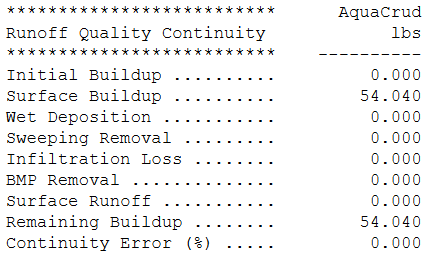 **************************      AquaCrud
Runoff Quality Continuity            lbs
**************************    ----------
Initial Buildup ..........         0.000
Surface Buildup ..........        54.040
Wet Deposition ...........         0.000
Sweeping Removal .........         0.000
Infiltration Loss ........         0.000
BMP Removal ..............         0.000
Surface Runoff ...........         0.000
Remaining Buildup ........        54.040
Continuity Error (%) .....         0.000